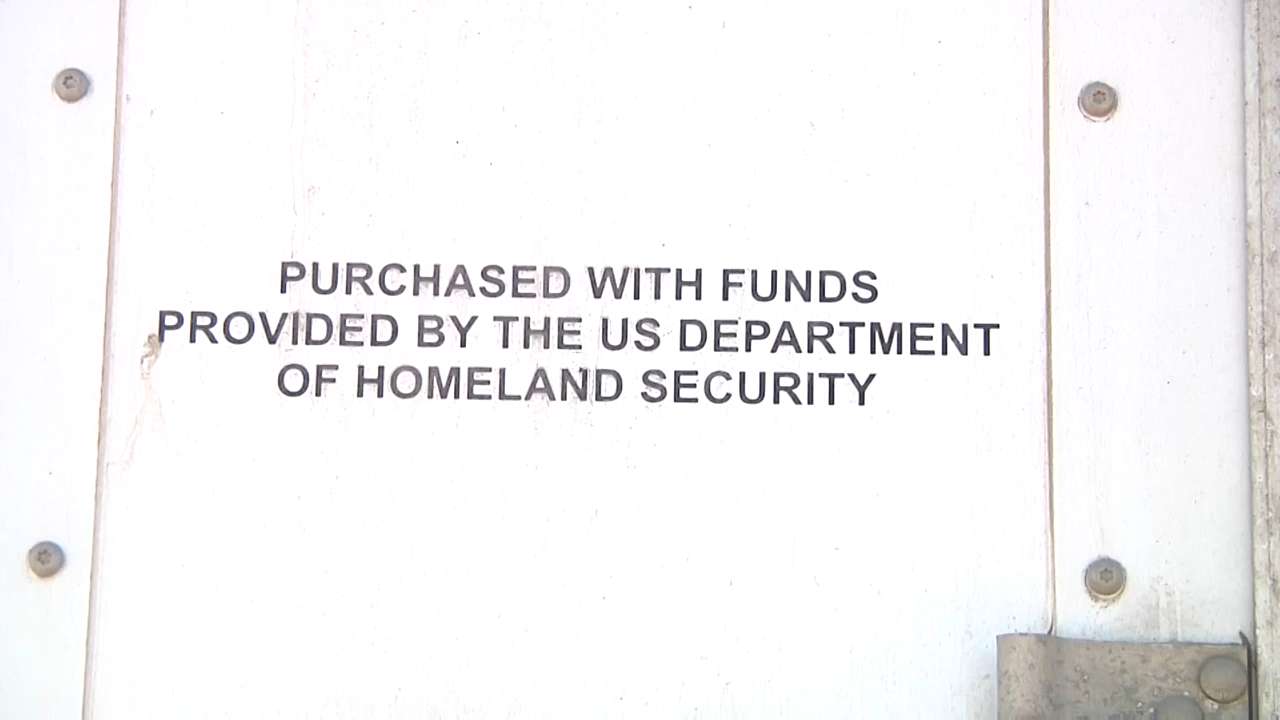 PURCHASED WITH FUNDS
PROVIDED BY THE US DEPARTMENT
OF HOMELAND SECURITY